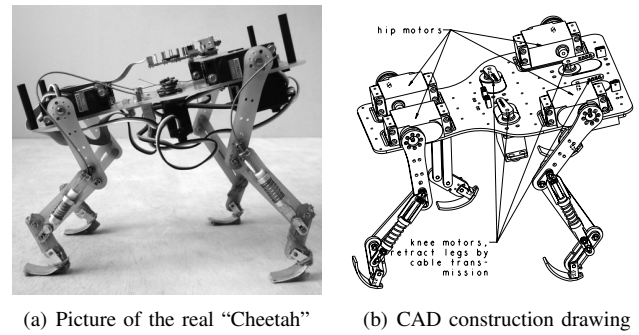 hip motors
knee motors,
retract legs by
cable trans-
mission
(a) Picture of the real “Cheetah”
(b) CAD construction drawing